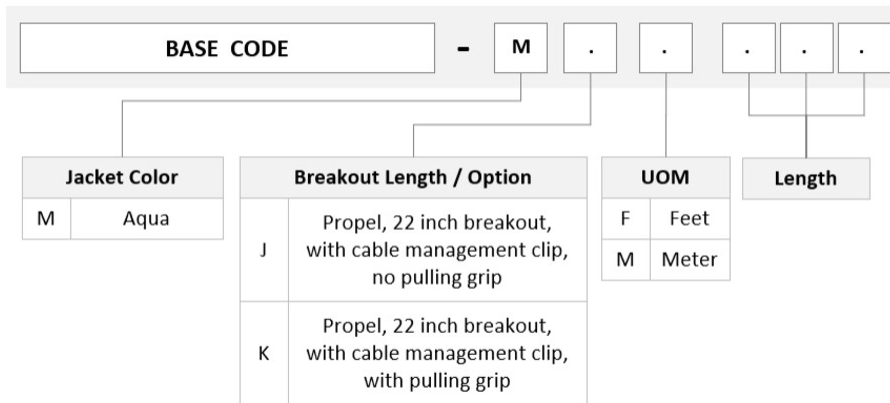 BASE CODE - M . . . . .
Jacket Color
M Aqua
Breakout Length / Option
J Propel, 22 inch breakout,
with cable management clip,
no pulling grip
K Propel, 22 inch breakout,
with cable management clip,
with pulling grip
UOM
F Feet
M Meter
Length